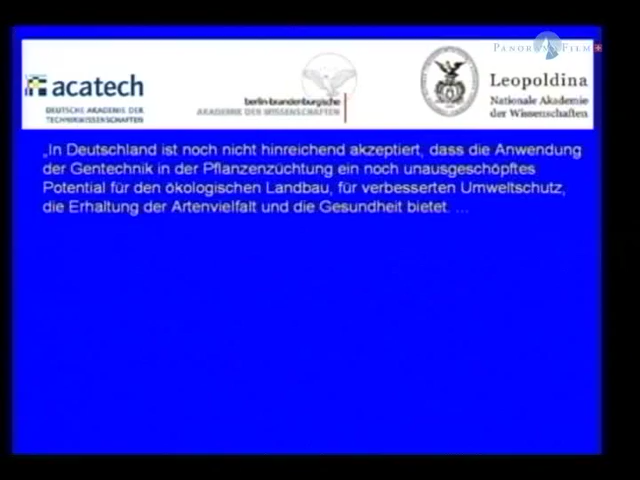 PANORAMA FILM
acatech
DEUTSCHE AKADEMIE DER
TECHNIKWISSENSCHAFTEN
berlin-brandenburgische
AKADEMIE DER WISSENSCHAFTEN
Leopoldina
Nationale Akademie
der Wissenschaften
„In Deutschland ist noch nicht hinreichend akzeptiert, dass die Anwendung
der Gentechnik in der Pflanzenzüchtung ein noch unausgeschöpftes
Potential für den ökologischen Landbau, für verbesserten Umweltschutz,
die Erhaltung der Artenvielfalt und die Gesundheit bietet. ...